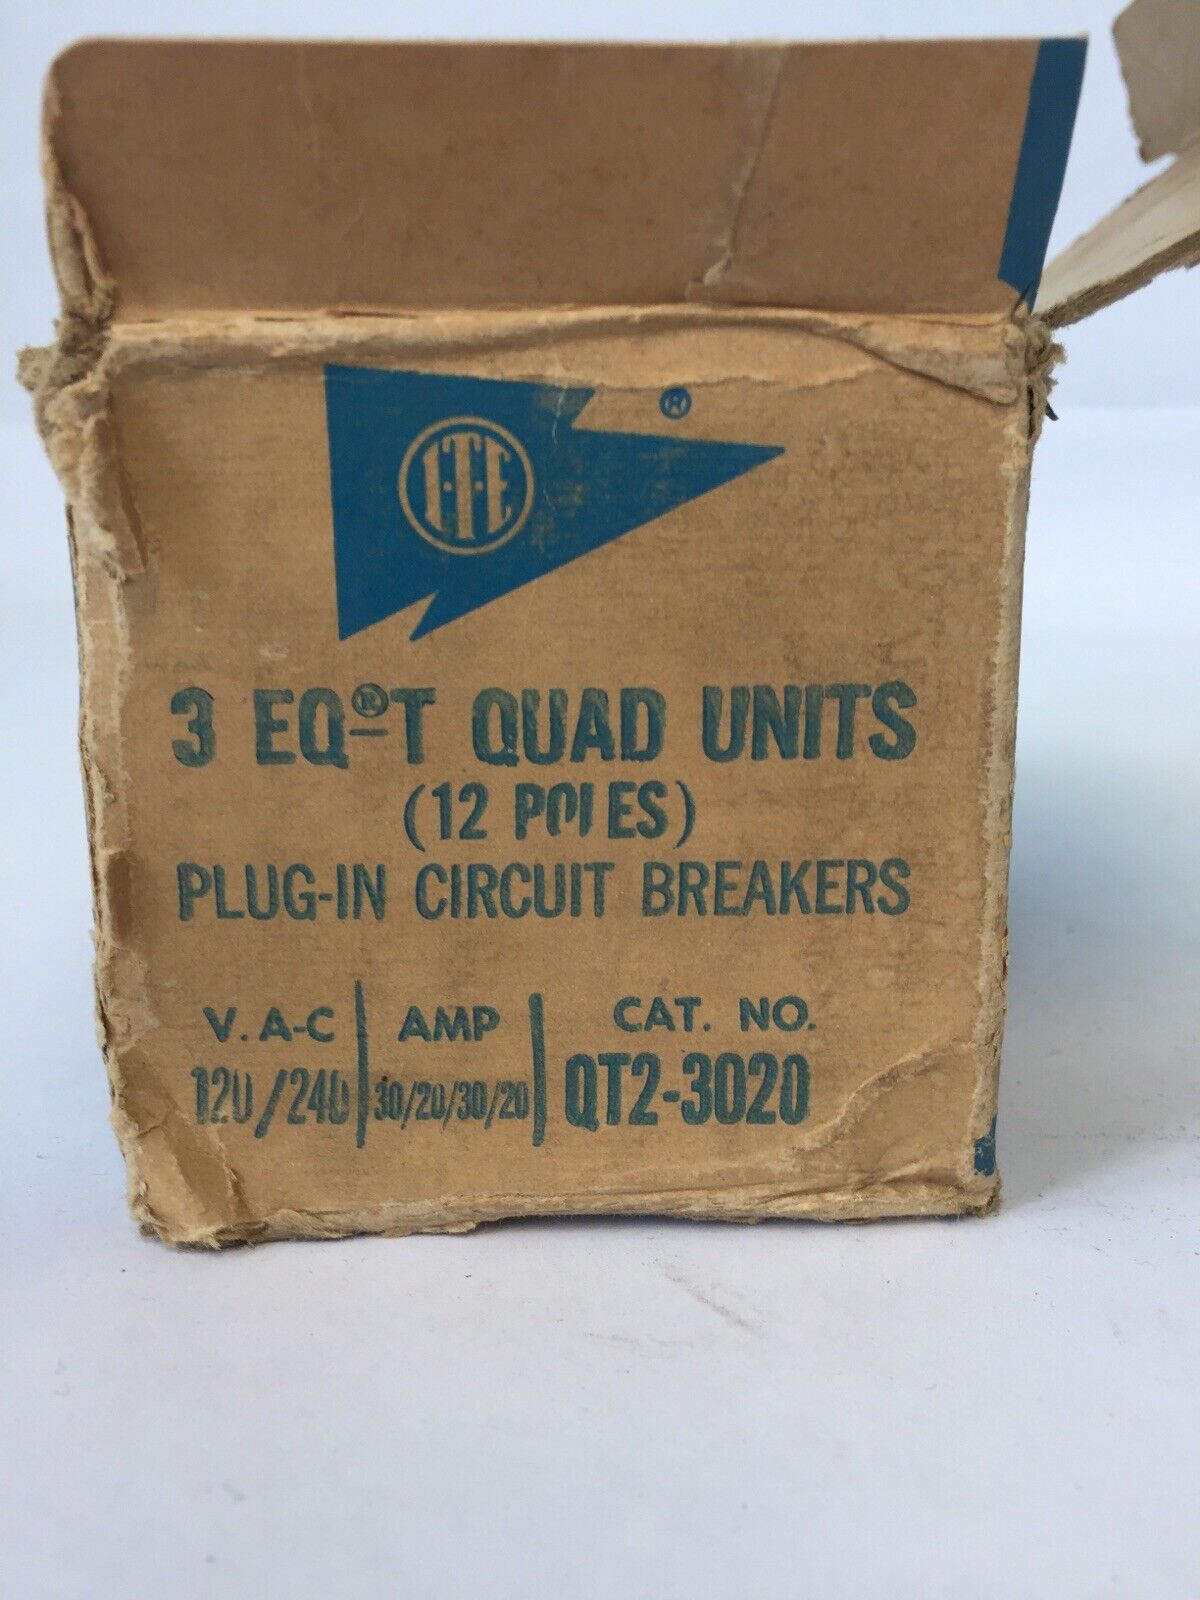 I-T-E ®
3 EQ®-T QUAD UNITS
(12 POLES)
PLUG-IN CIRCUIT BREAKERS
V. A-C AMP CAT. NO.
120/240 30/20/30/20 QT2-3020